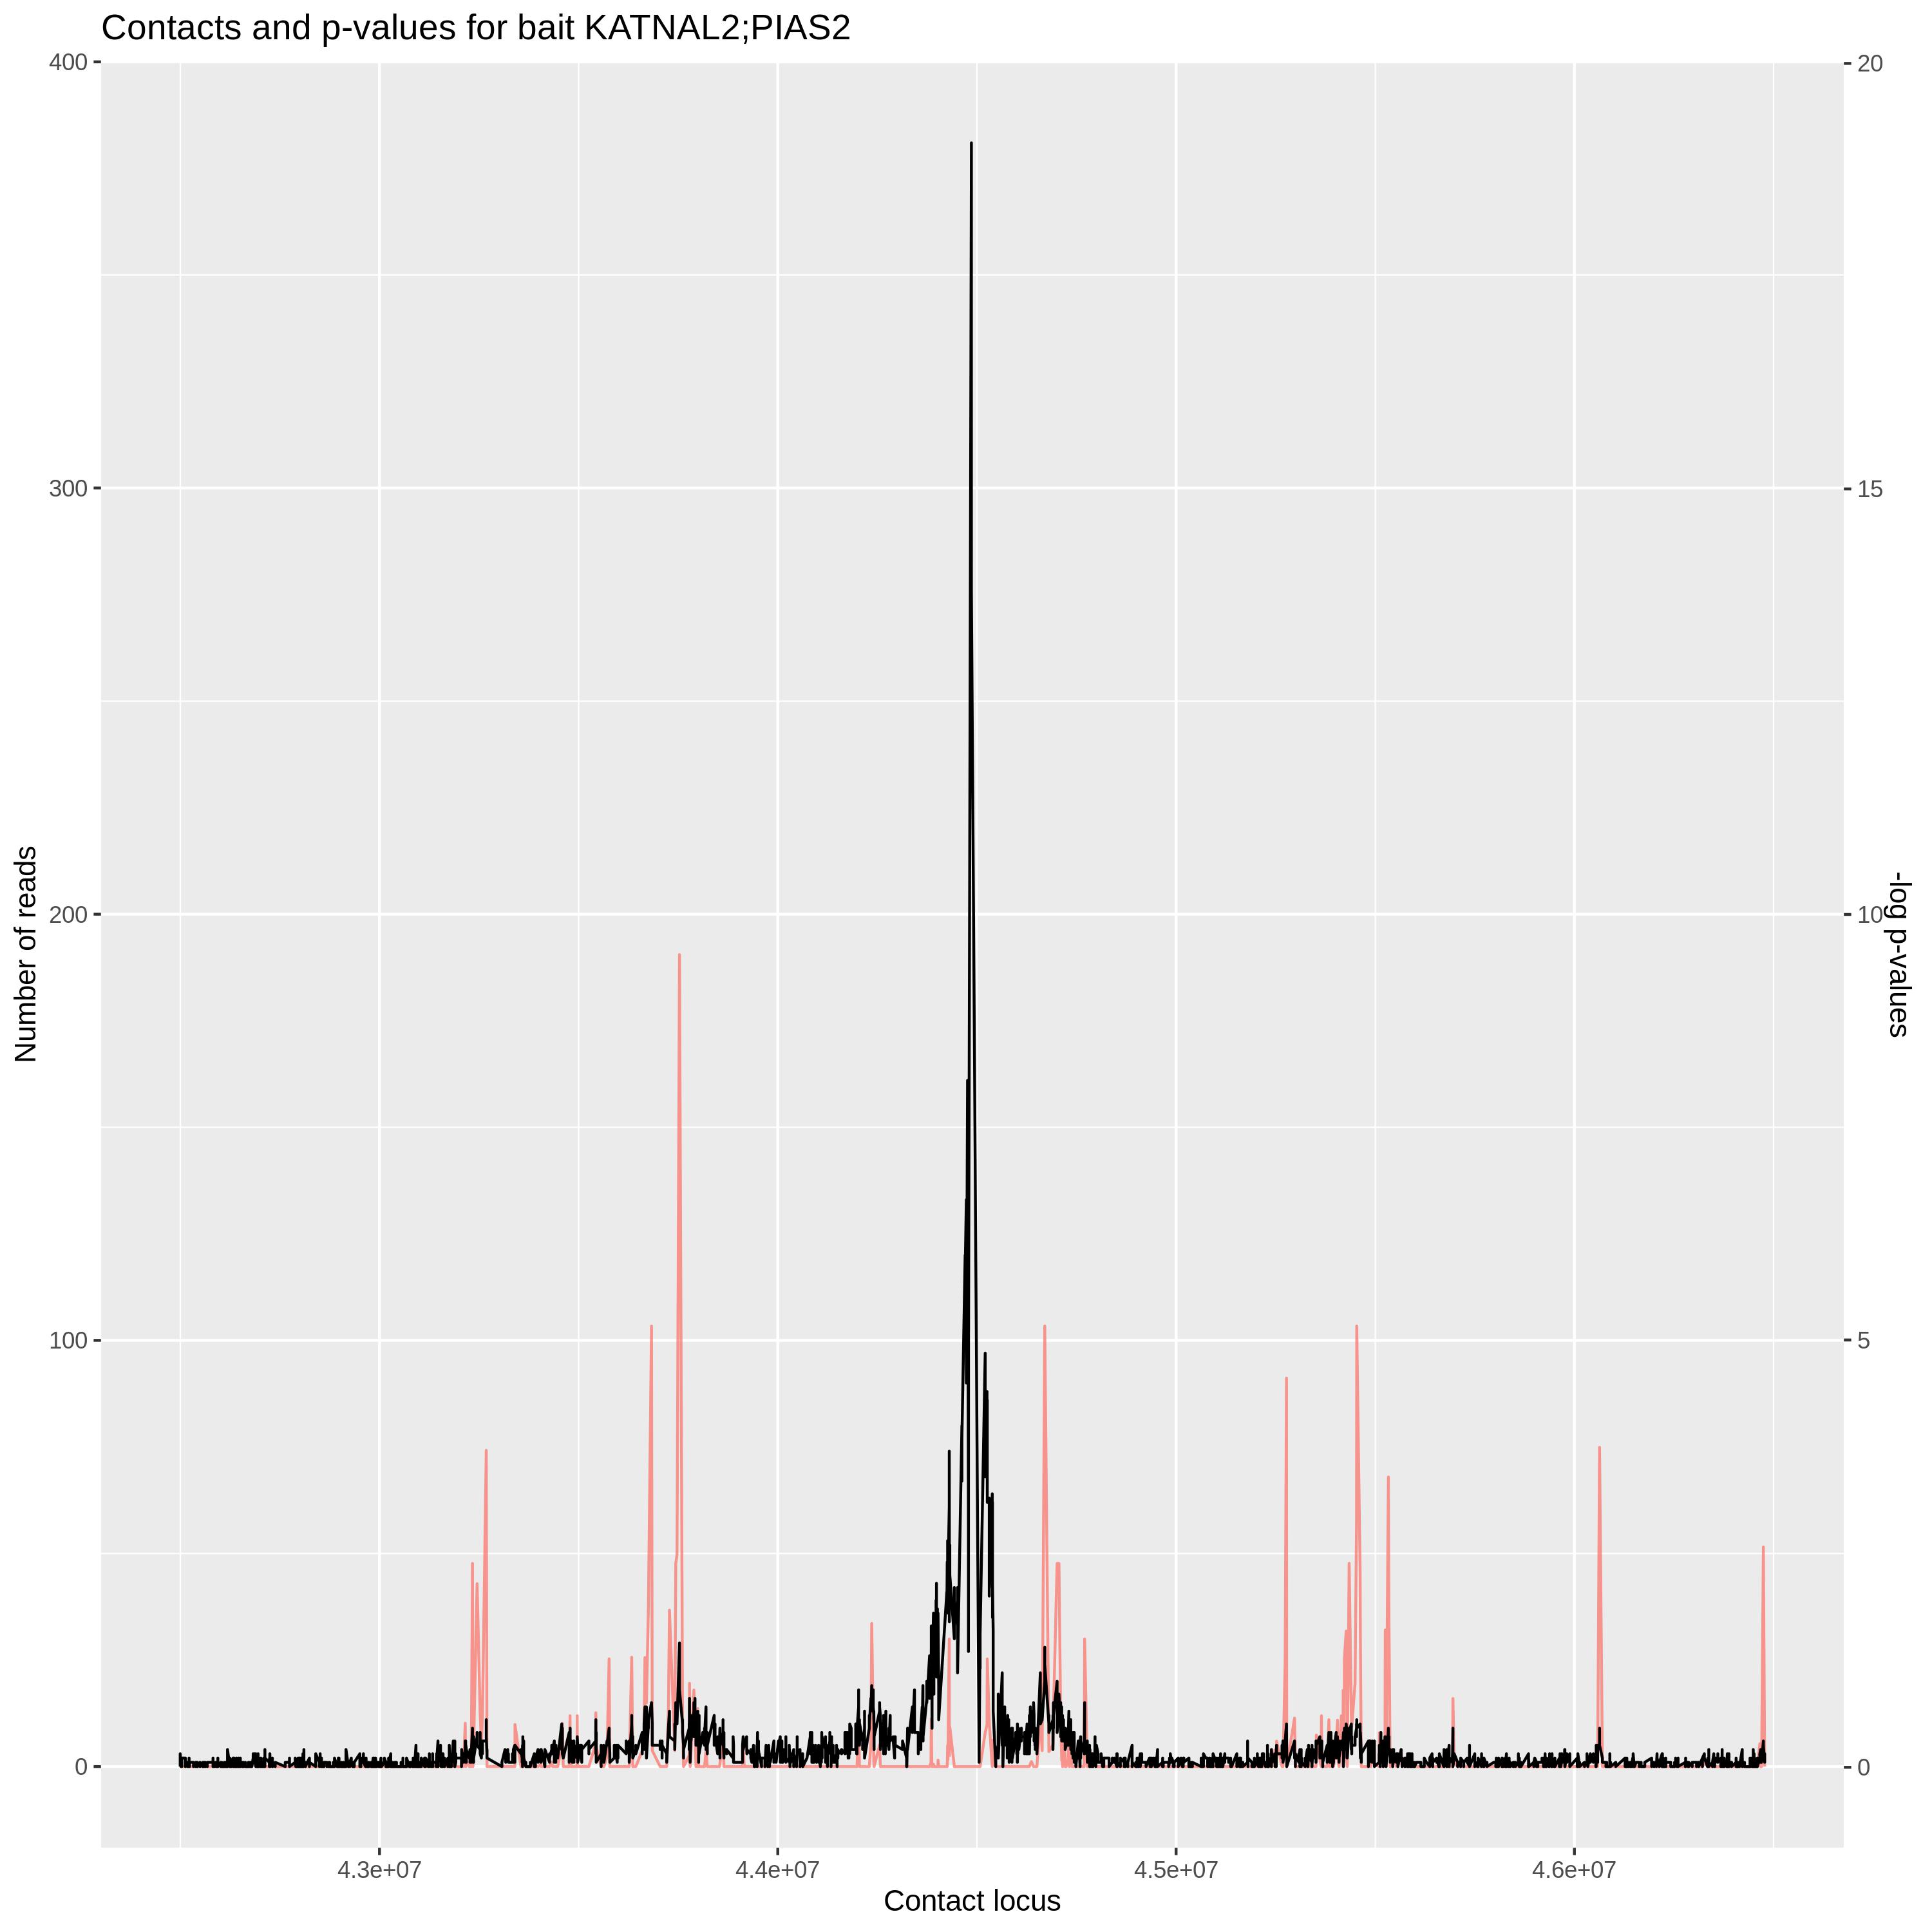 Contacts and p-values for bait KATNAL2;PIAS2
400
300
200
100
0
Number of reads
20
15
10
5
0
-log p-values
4.3e+07
4.4e+07
4.5e+07
4.6e+07
Contact locus